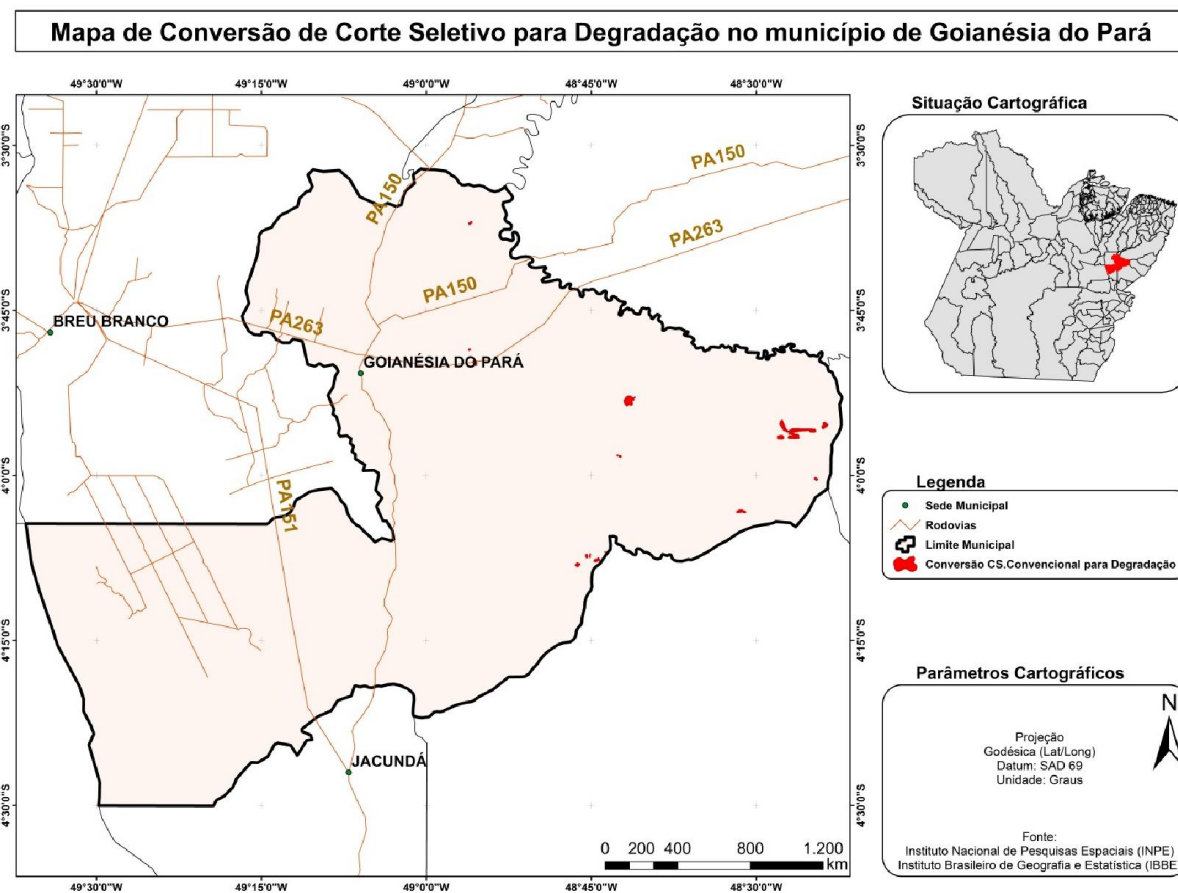 Mapa de Conversão de Corte Seletivo para Degradação no município de Goianésia do Pará
49°30'0"W 49°15'0"W 49°0'0"W 48°45'0"W 48°30'0"W
3°30'0"S
3°45'0"S
4°0'0"S
4°15'0"S
4°30'0"S
PA150
PA150
PA263
PA150
PA263
BREU BRANCO
GOIANÉSIA DO PARÁ
PA151
JACUNDÁ
0 200 400 800 1.200
km
3°30'0"S
3°45'0"S
4°0'0"S
4°15'0"S
4°30'0"S
49°30'0"W 49°15'0"W 49°0'0"W 48°45'0"W 48°30'0"W
Situação Cartográfica
Legenda
Sede Municipal
Rodovias
Limite Municipal
Conversão CS.Convencional para Degradação
Parâmetros Cartográficos
N
Projeção
Godésica (Lat/Long)
Datum: SAD 69
Unidade: Graus
Fonte:
Instituto Nacional de Pesquisas Espaciais (INPE)
Instituto Brasileiro de Geografia e Estatística (IBBE